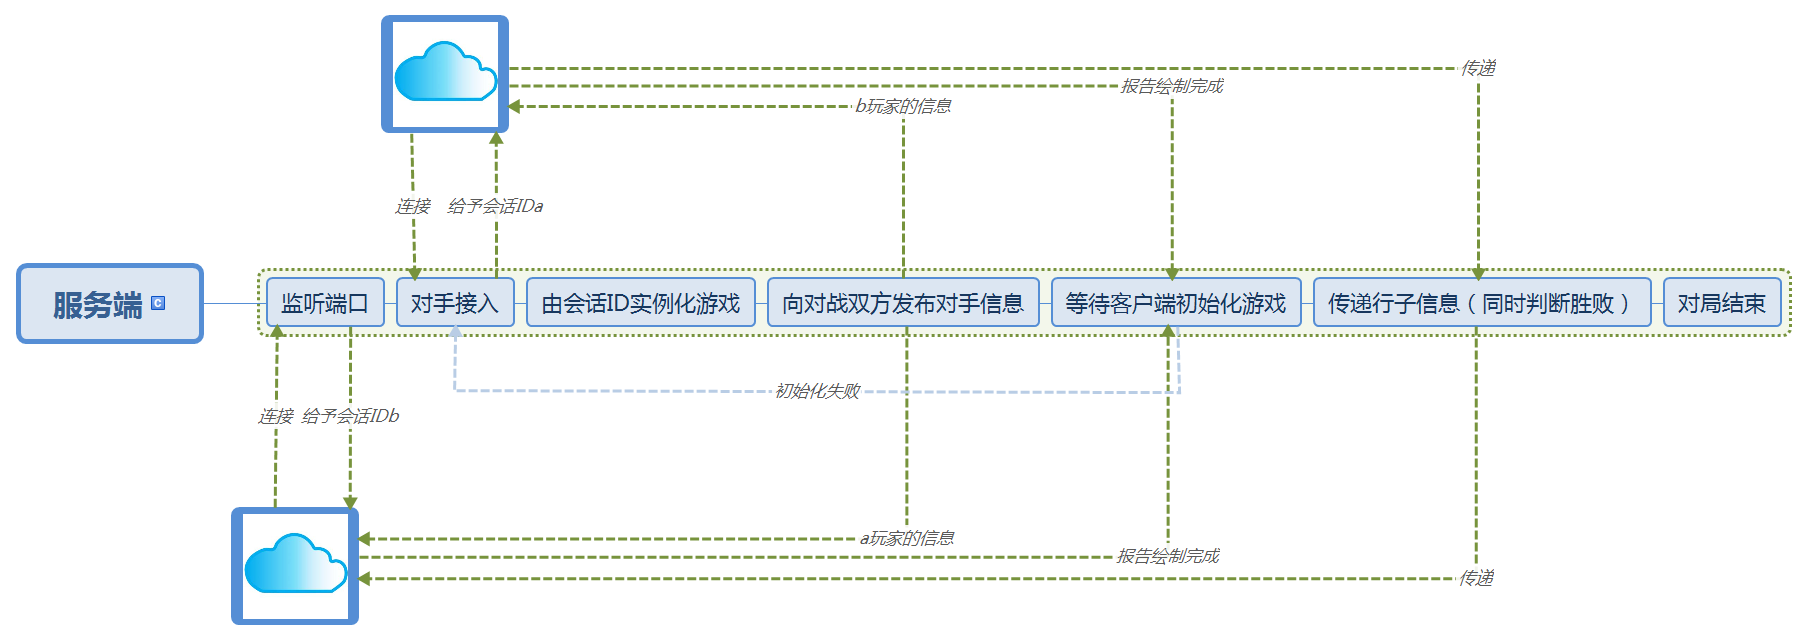 传递
报告绘制完成
b玩家的信息
连接
给予会话IDa
服务端
C
监听端口
对手接入
由会话ID实例化游戏
向对战双方发布对手信息
等待客户端初始化游戏
传递行子信息（同时判断胜败）
对局结束
初始化失败
连接
给予会话IDb
a玩家的信息
报告绘制完成
传递